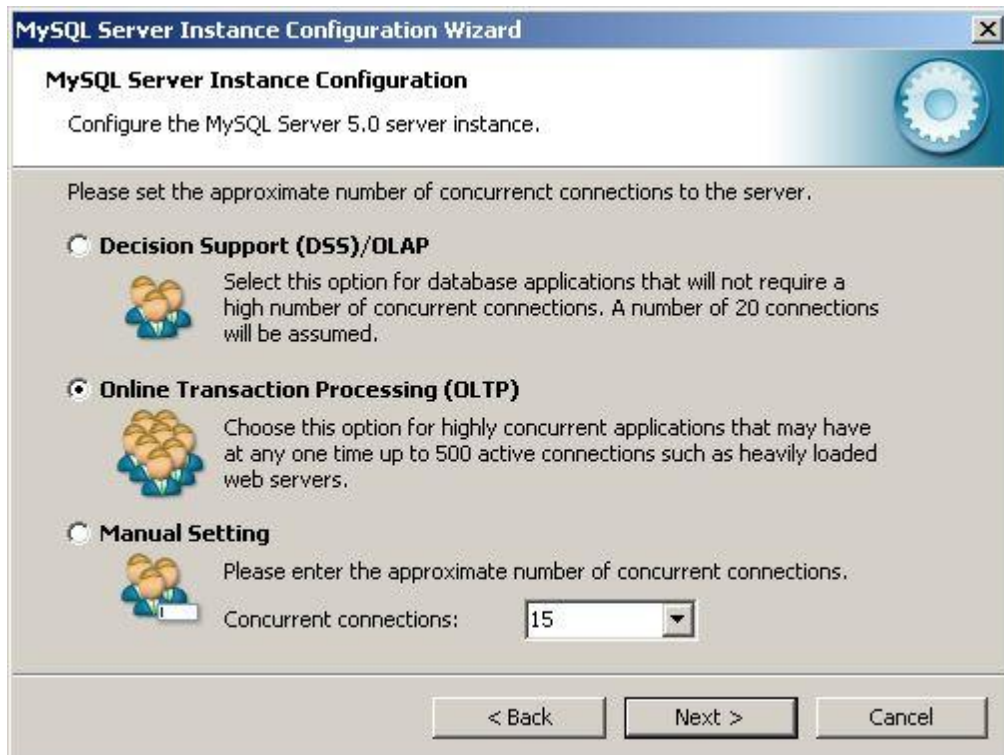 MySQL Server Instance Configuration Wizard
MySQL Server Instance Configuration
Configure the MySQL Server 5.0 server instance.
Please set the approximate number of concurrenct connections to the server.
Decision Support (DSS)/OLAP
Select this option for database applications that will not require a
high number of concurrent connections. A number of 20 connections
will be assumed.
Online Transaction Processing (OLTP)
Choose this option for highly concurrent applications that may have
at any one time up to 500 active connections such as heavily loaded
web servers.
Manual Setting
Please enter the approximate number of concurrent connections.
Concurrent connections: 15
< Back Next > Cancel